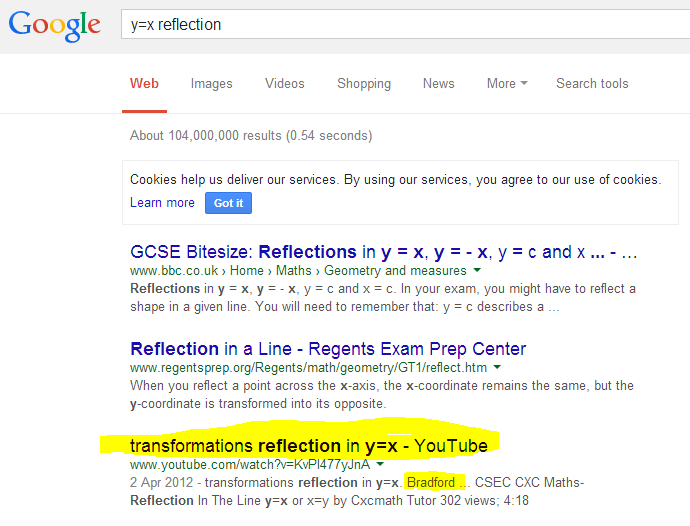 Google
y=x reflection
Web Images Videos Shopping News More Search tools
About 104,000,000 results (0.54 seconds)
Cookies help us deliver our services. By using our services, you agree to our use of cookies.
Learn more Got it
GCSE Bitesize: Reflections in y = x, y = - x, y = c and x ... - …
www.bbc.co.uk › Home › Maths › Geometry and measures
Reflections in y = x, y = - x, y = c and x = c. In your exam, you might have to reflect a
shape in a given line. You will need to remember that: y = c describes a ...
Reflection in a Line - Regents Exam Prep Center
www.regentsprep.org/Regents/math/geometry/GT1/reflect.htm
When you reflect a point across the x-axis, the x-coordinate remains the same, but the
y-coordinate is transformed into its opposite.
transformations reflection in y=x - YouTube
www.youtube.com/watch?v=KvPl477yJnA
2 Apr 2012 - transformations reflection in y=x. Bradford ... CSEC CXC Maths-
Reflection In The Line y=x or x=y by Cxcmath Tutor 302 views; 4:18